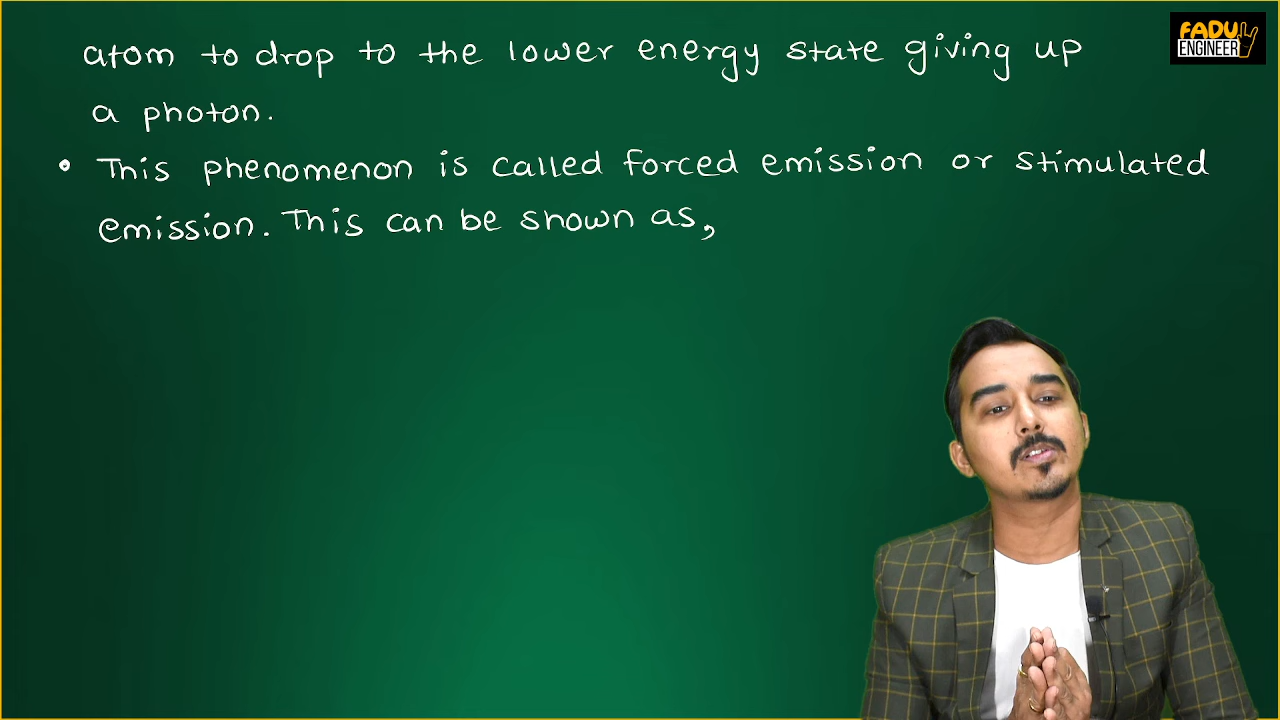 FADU
ENGINEER
atom to drop to the lower energy state giving up
a photon.
• This phenomenon is called forced emission or stimulated
emission. This can be shown as,